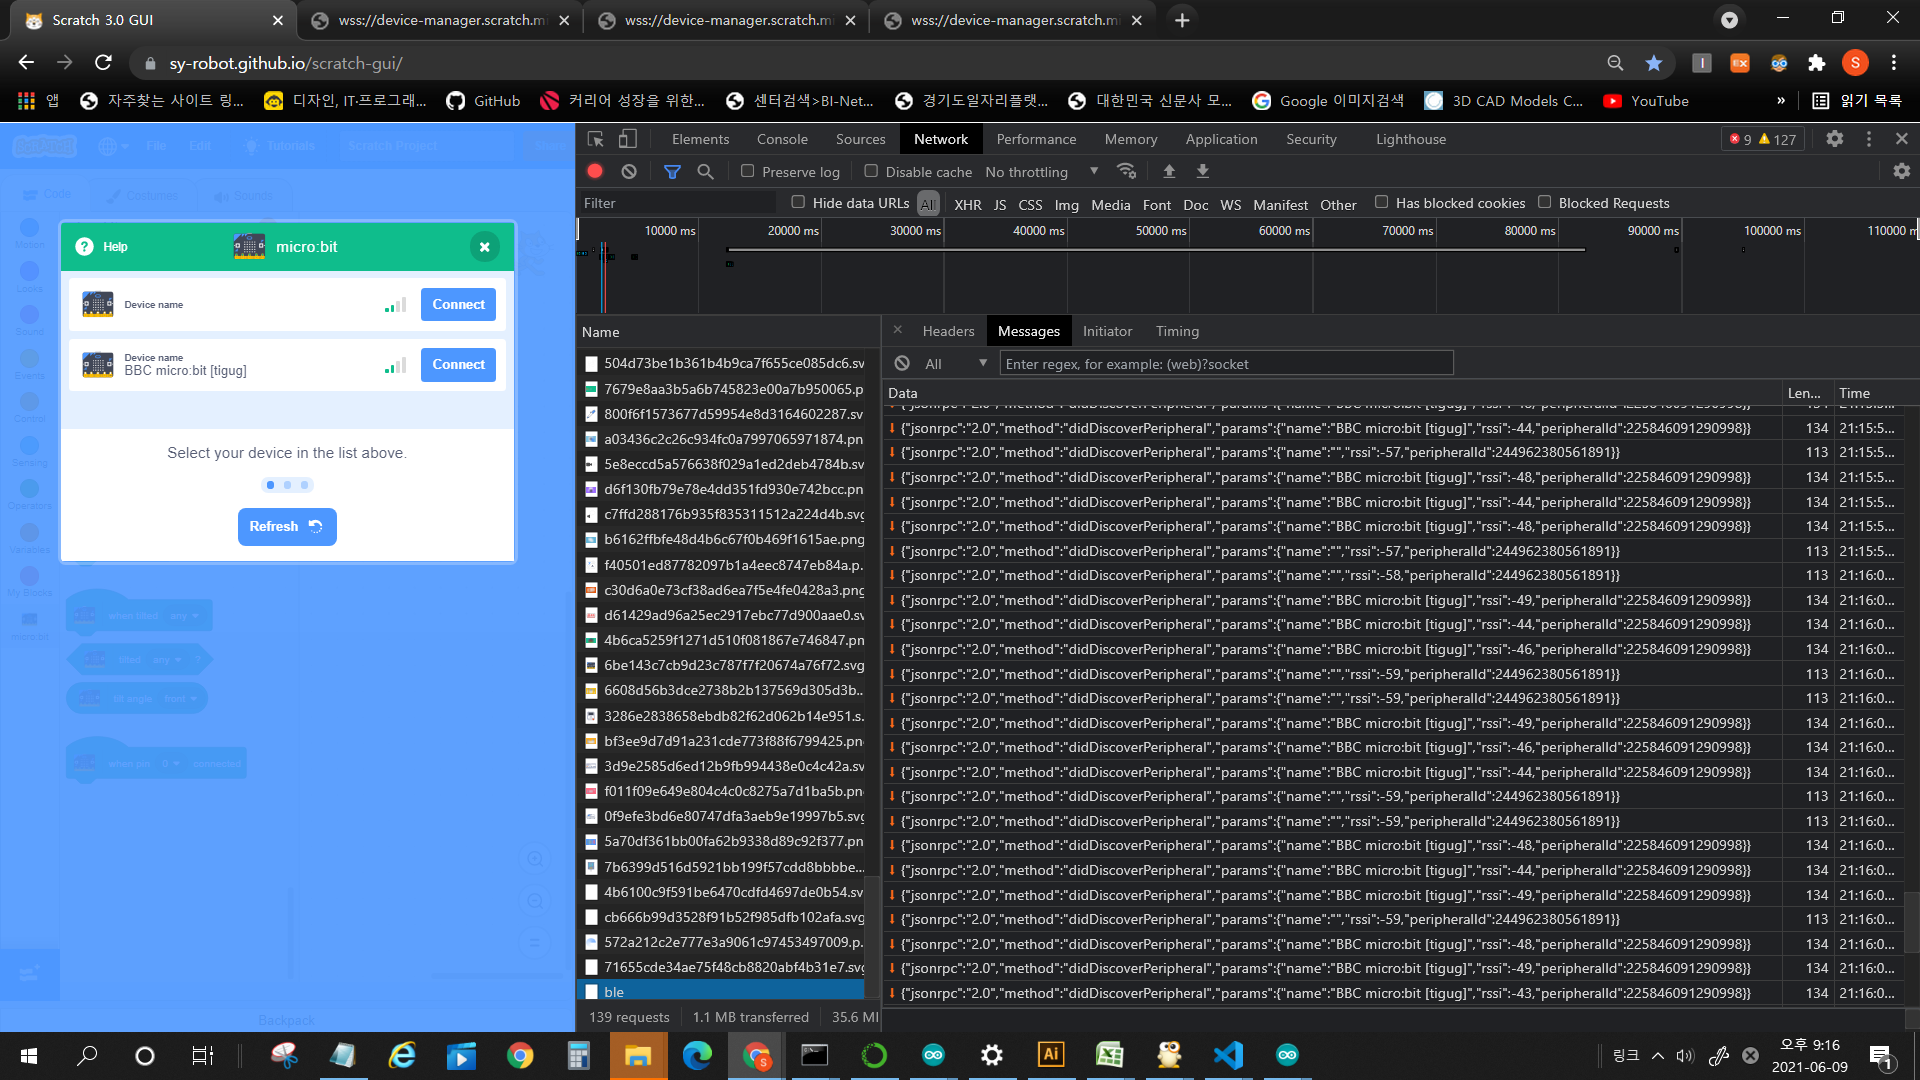 Scratch 3.0 GUI
wss://device-manager.scratch.m
wss://device-manager.scratch.m
wss://device-manager.scratch.m
sy-robot.github.io/scratch-gui/
앱 자주찾는 사이트 링... 디자인, IT·프로그래... GitHub 커리어 성장을 위한... 센터검색>BI-Net... 경기도일자리플랫... 대한민국 신문사 모... Google 이미지검색 3D CAD Models C... YouTube » 읽기 목록
SCRATCH File Edit Tutorials Scratch Project
Code Costumes Sounds
Motion
Looks
Sound
Events
Control
Sensing
Operators
Variables
My Blocks
micro:bit
Help micro:bit
Device name
Connect
Device name
BBC micro:bit [tigug]
Connect
Select your device in the list above.
Refresh
when tilted any
tilted any ?
tilt angle front
when pin 0 connected
Backpack
Elements Console Sources Network Performance Memory Application Security Lighthouse 9 127
Preserve log Disable cache No throttling
Filter Hide data URLs All XHR JS CSS Img Media Font Doc WS Manifest Other Has blocked cookies Blocked Requests
10000 ms 20000 ms 30000 ms 40000 ms 50000 ms 60000 ms 70000 ms 80000 ms 90000 ms 100000 ms 110000 m
Name
504d73be1b361b4b9ca7f655ce085dc6.sv
7679e8aa3b5a6b745823e00a7b950065.p
800f6f1573677d59954e8d3164602287.sv
a03436c2c26c934fc0a7997065971874.pn
5e8eccd5a576638f029a1ed2deb4784b.sv
d6f130fb79e78e4dd351fd930e742bcc.pn
c7ffd288176b935f835311512a224d4b.svg
b6162ffbfe48d4b6c67f0b469f1615ae.png
f40501ed87782097b1a4eec8747eb84a.p.
c30d6a0e73cf38ad6ea7f5e4fe0428a3.png
d61429ad96a25ec2917ebc77d900aae0.sv
4b6ca5259f1271d510f081867e746847.pn
6be143c7cb9d23c787f7f20674a76f72.svg
6608d56b3dce2738b2b137569d305d3b..
3286e2838658ebdb82f62d062b14e951.s.
bf3ee9d7d91a231cde773f88f6799425.pn
3d9e2585d6ed12b9fb994438e0c4c42a.sv
f011f09e649e804c4c0c8275a7d1ba5b.pn
0f9efe3bd6e80747dfa3aeb9e19997b5.svg
5a70df361bb00fa62b9338d89c92f377.pn
7b6399d516d5921bb199f57cdd8bbbbe...
4b6100c9f591be6470cdfd4697de0b54.sv
cb666b99d3528f91b52f985dfb102afa.svg
572a212c2e777e3a9061c97453497009.p.
71655cde34ae75f48cb8820abf4b31e7.svg
ble
139 requests 1.1 MB transferred 35.6 MI
Headers Messages Initiator Timing
All Enter regex, for example: (web)?socket
Data Len... Time
{"jsonrpc":"2.0","method":"didDiscoverPeripheral","params":{"name":"BBC micro:bit [tigug]","rssi":-44,"peripheralId":225846091290998}} 134 21:15:5...
{"jsonrpc":"2.0","method":"didDiscoverPeripheral","params":{"name":"","rssi":-57,"peripheralId":244962380561891}} 113 21:15:5...
{"jsonrpc":"2.0","method":"didDiscoverPeripheral","params":{"name":"BBC micro:bit [tigug]","rssi":-48,"peripheralId":225846091290998}} 134 21:15:5...
{"jsonrpc":"2.0","method":"didDiscoverPeripheral","params":{"name":"BBC micro:bit [tigug]","rssi":-44,"peripheralId":225846091290998}} 134 21:15:5...
{"jsonrpc":"2.0","method":"didDiscoverPeripheral","params":{"name":"BBC micro:bit [tigug]","rssi":-48,"peripheralId":225846091290998}} 134 21:15:5...
{"jsonrpc":"2.0","method":"didDiscoverPeripheral","params":{"name":"","rssi":-57,"peripheralId":244962380561891}} 113 21:15:5...
{"jsonrpc":"2.0","method":"didDiscoverPeripheral","params":{"name":"","rssi":-58,"peripheralId":244962380561891}} 113 21:16:0...
{"jsonrpc":"2.0","method":"didDiscoverPeripheral","params":{"name":"BBC micro:bit [tigug]","rssi":-49,"peripheralId":225846091290998}} 134 21:16:0...
{"jsonrpc":"2.0","method":"didDiscoverPeripheral","params":{"name":"BBC micro:bit [tigug]","rssi":-44,"peripheralId":225846091290998}} 134 21:16:0...
{"jsonrpc":"2.0","method":"didDiscoverPeripheral","params":{"name":"BBC micro:bit [tigug]","rssi":-46,"peripheralId":225846091290998}} 134 21:16:0...
{"jsonrpc":"2.0","method":"didDiscoverPeripheral","params":{"name":"","rssi":-59,"peripheralId":244962380561891}} 113 21:16:0...
{"jsonrpc":"2.0","method":"didDiscoverPeripheral","params":{"name":"","rssi":-59,"peripheralId":244962380561891}} 113 21:16:0...
{"jsonrpc":"2.0","method":"didDiscoverPeripheral","params":{"name":"BBC micro:bit [tigug]","rssi":-49,"peripheralId":225846091290998}} 134 21:16:0...
{"jsonrpc":"2.0","method":"didDiscoverPeripheral","params":{"name":"BBC micro:bit [tigug]","rssi":-46,"peripheralId":225846091290998}} 134 21:16:0...
{"jsonrpc":"2.0","method":"didDiscoverPeripheral","params":{"name":"BBC micro:bit [tigug]","rssi":-44,"peripheralId":225846091290998}} 134 21:16:0...
{"jsonrpc":"2.0","method":"didDiscoverPeripheral","params":{"name":"","rssi":-59,"peripheralId":244962380561891}} 113 21:16:0...
{"jsonrpc":"2.0","method":"didDiscoverPeripheral","params":{"name":"","rssi":-59,"peripheralId":244962380561891}} 113 21:16:0...
{"jsonrpc":"2.0","method":"didDiscoverPeripheral","params":{"name":"BBC micro:bit [tigug]","rssi":-48,"peripheralId":225846091290998}} 134 21:16:0...
{"jsonrpc":"2.0","method":"didDiscoverPeripheral","params":{"name":"BBC micro:bit [tigug]","rssi":-44,"peripheralId":225846091290998}} 134 21:16:0...
{"jsonrpc":"2.0","method":"didDiscoverPeripheral","params":{"name":"BBC micro:bit [tigug]","rssi":-49,"peripheralId":225846091290998}} 134 21:16:0...
{"jsonrpc":"2.0","method":"didDiscoverPeripheral","params":{"name":"","rssi":-59,"peripheralId":244962380561891}} 113 21:16:0...
{"jsonrpc":"2.0","method":"didDiscoverPeripheral","params":{"name":"BBC micro:bit [tigug]","rssi":-48,"peripheralId":225846091290998}} 134 21:16:0...
{"jsonrpc":"2.0","method":"didDiscoverPeripheral","params":{"name":"BBC micro:bit [tigug]","rssi":-49,"peripheralId":225846091290998}} 134 21:16:0...
{"jsonrpc":"2.0","method":"didDiscoverPeripheral","params":{"name":"BBC micro:bit [tigug]","rssi":-43,"peripheralId":225846091290998}} 134 21:16:0...
링크 오후 9:16
2021-06-09
1